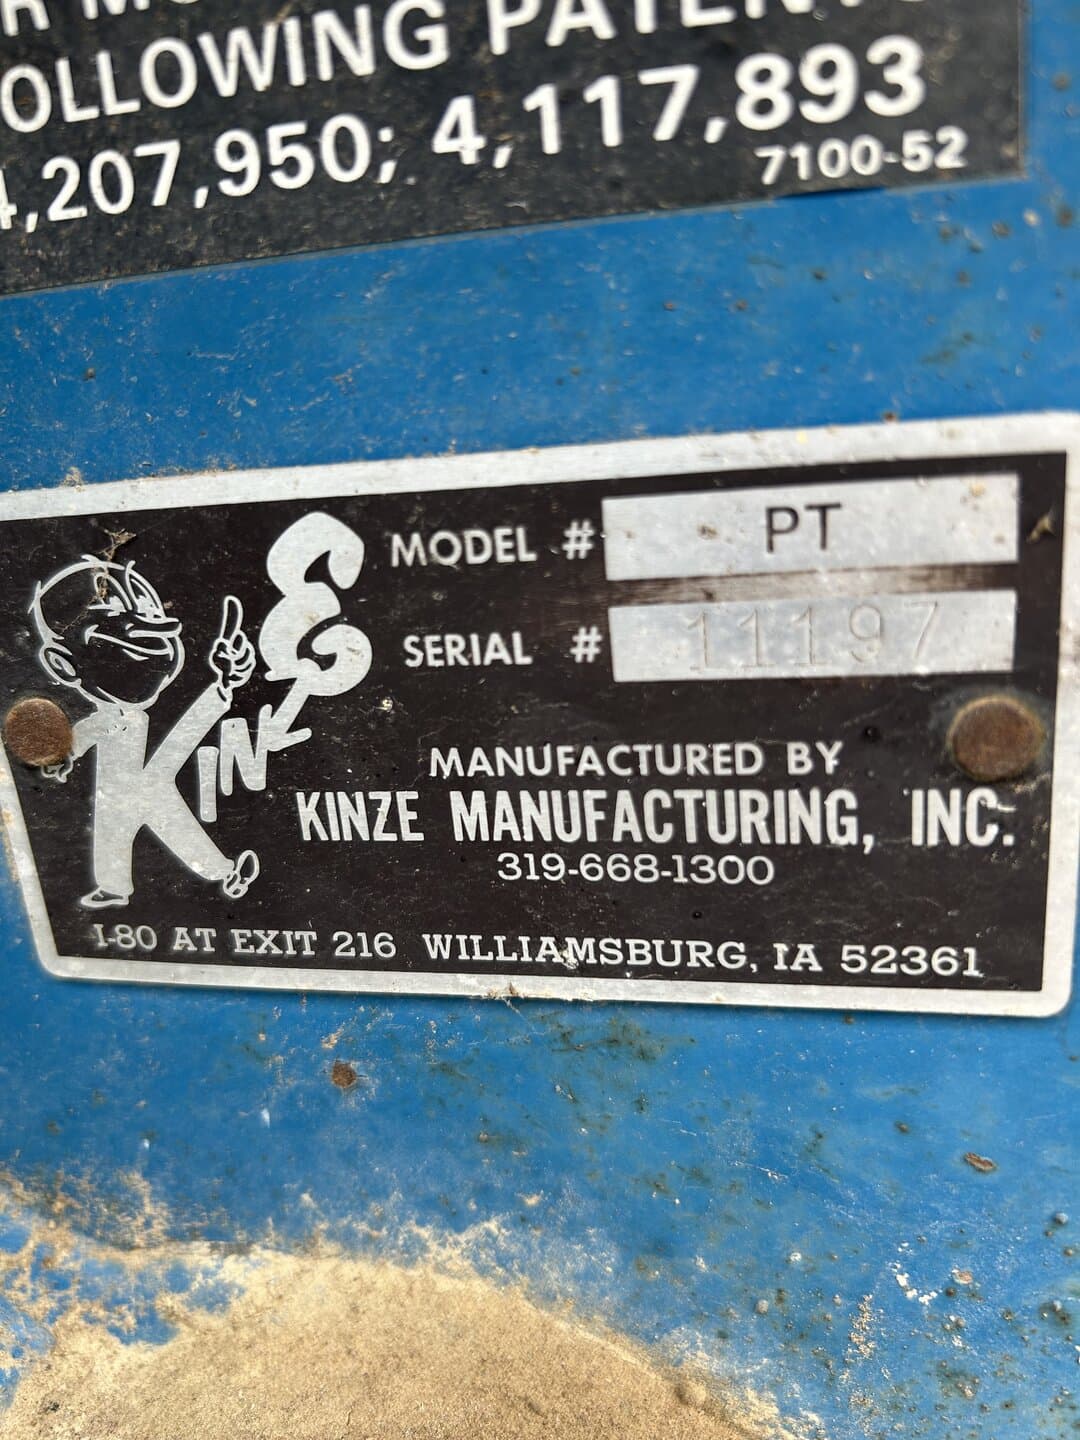 OLLOWING PATENTS
4,207,950; 4,117,893
7100-52
KINZE
MODEL # PT
SERIAL # 11197
MANUFACTURED BY
KINZE MANUFACTURING, INC.
319-668-1300
I-80 AT EXIT 216 WILLIAMSBURG, IA 52361